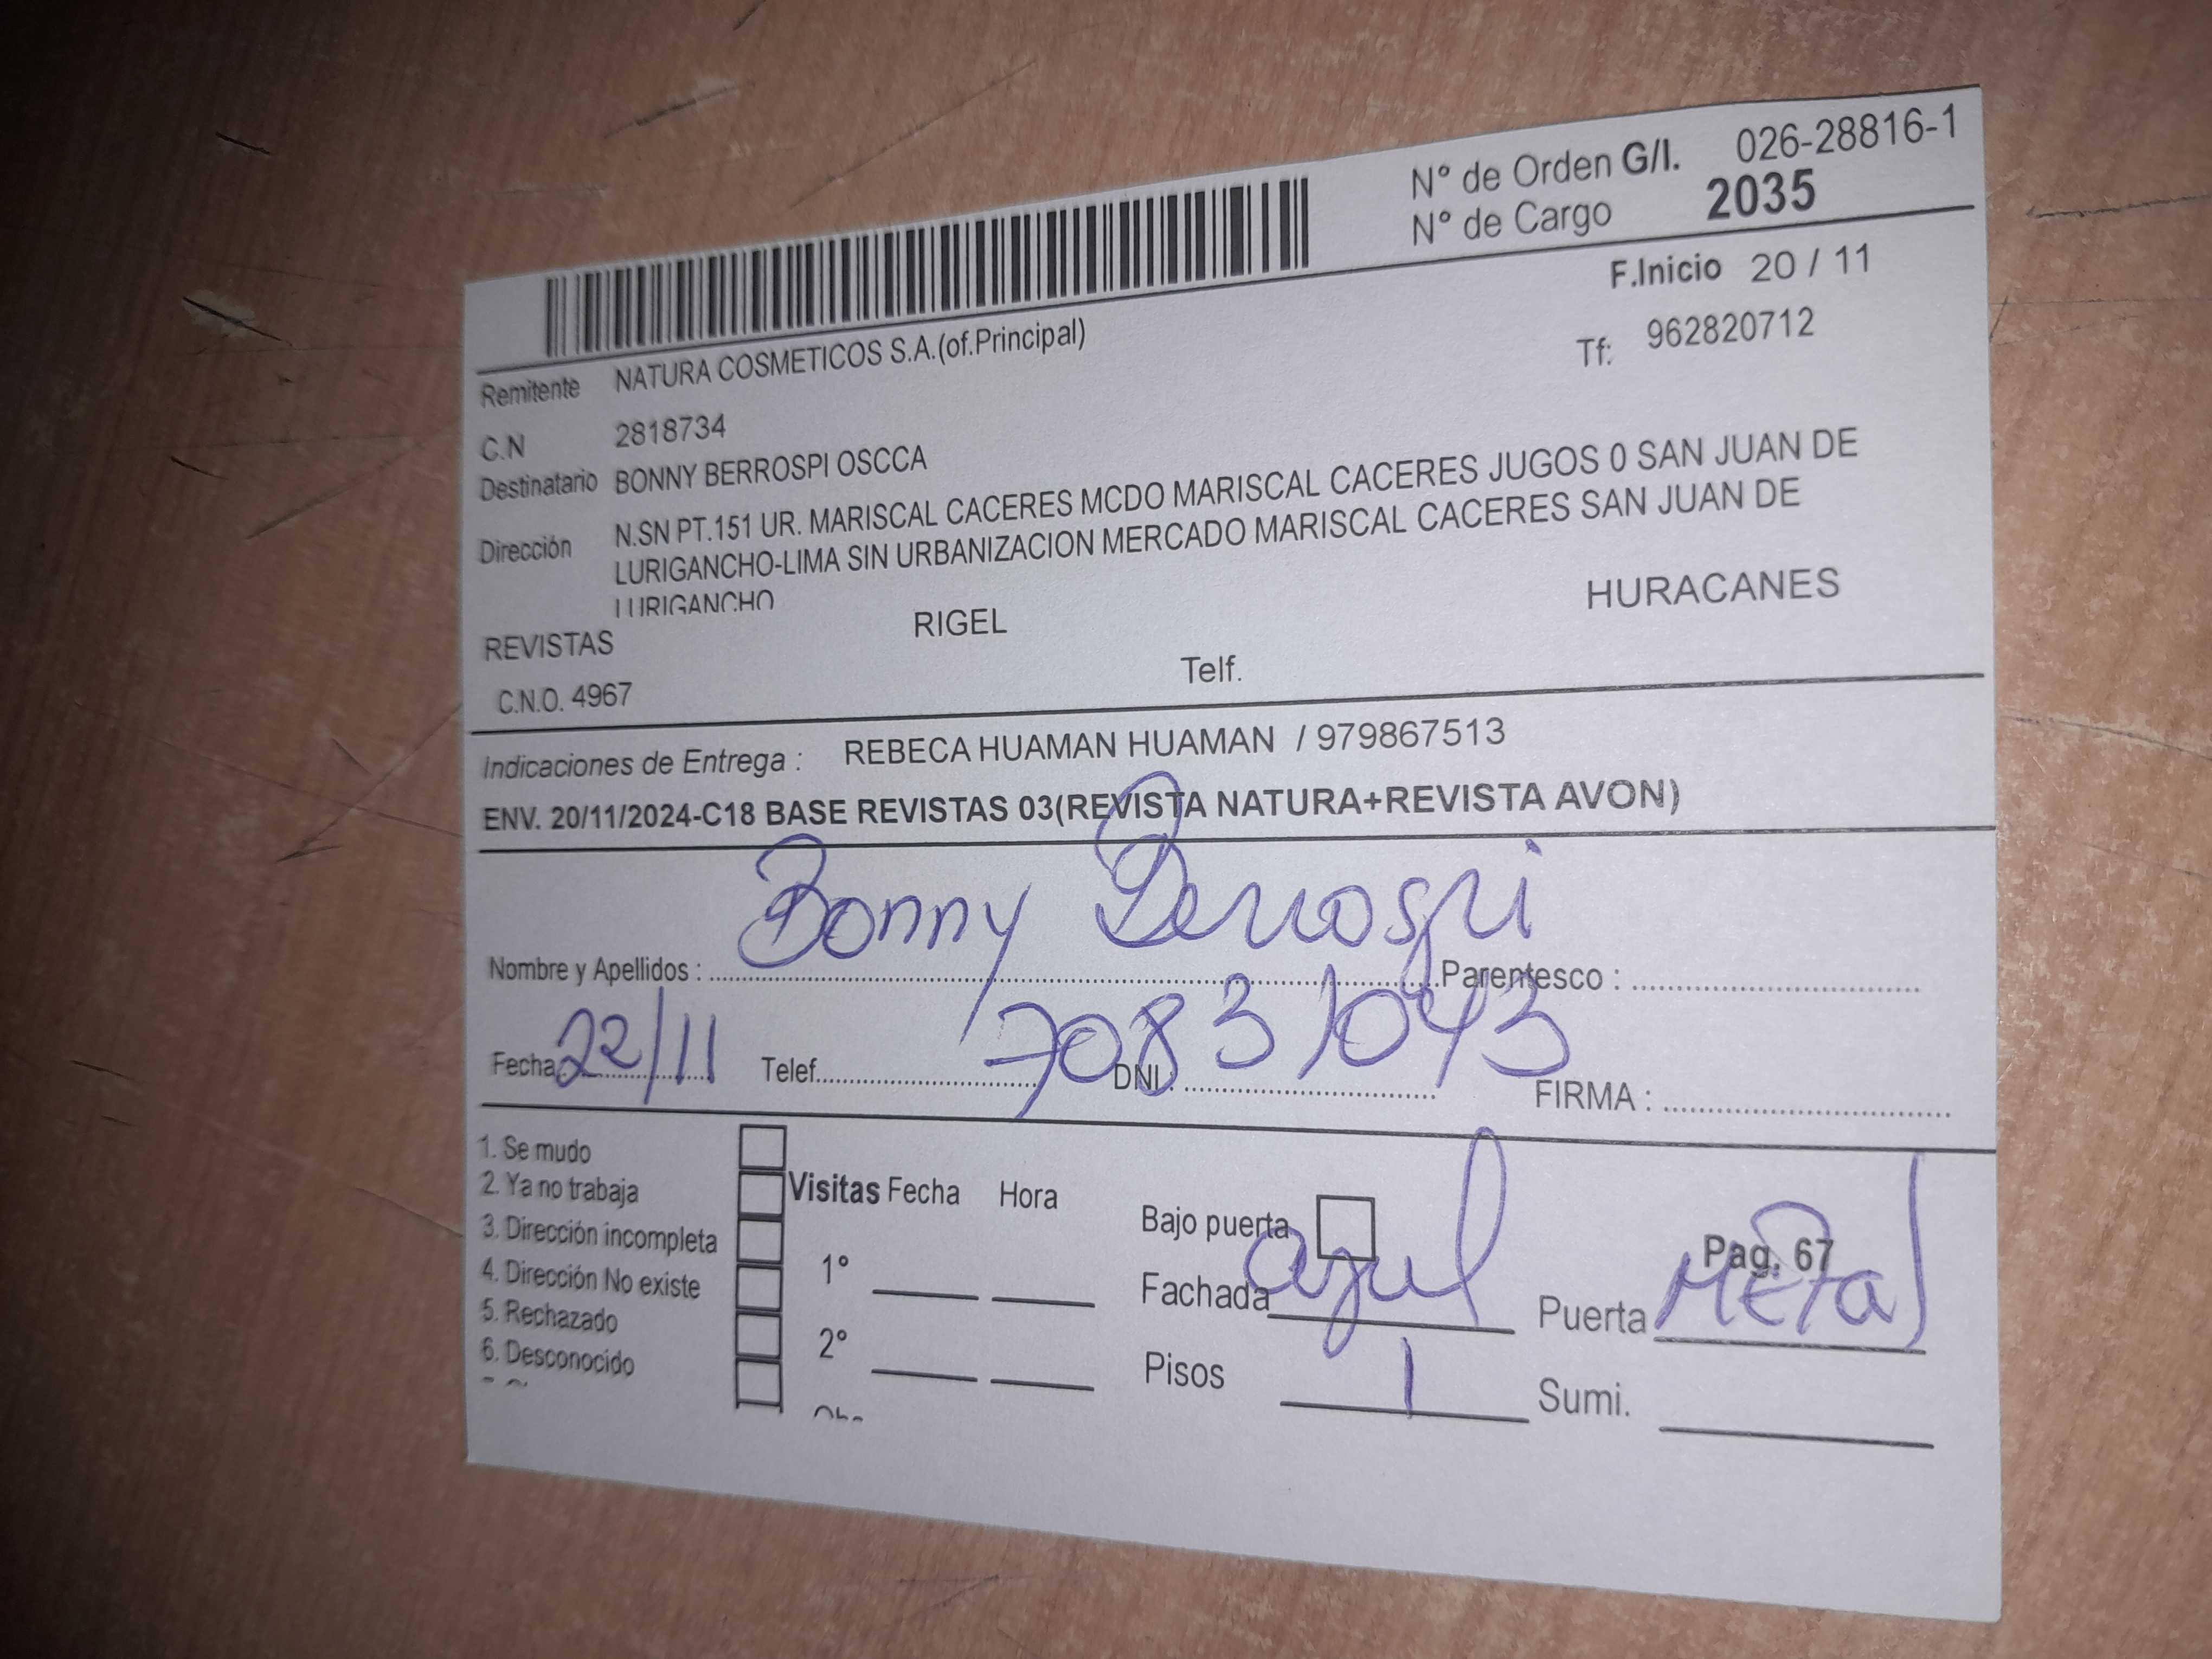 N° de Orden G/I. 026-28816-1
N° de Cargo 2035
F.Inicio 20 / 11
Remitente NATURA COSMETICOS S.A.(of.Principal)
Tf: 962820712
C.N 2818734
Destinatario BONNY BERROSPI OSCCA
Dirección N.SN PT.151 UR. MARISCAL CACERES MCDO MARISCAL CACERES JUGOS 0 SAN JUAN DE
LURIGANCHO-LIMA SIN URBANIZACION MERCADO MARISCAL CACERES SAN JUAN DE
LURIGANCHO
REVISTAS RIGEL HURACANES
C.N.O. 4967 Telf.
Indicaciones de Entrega : REBECA HUAMAN HUAMAN / 979867513
ENV. 20/11/2024-C18 BASE REVISTAS 03(REVISTA NATURA+REVISTA AVON)
Nombre y Apellidos : Bonny Berrospi Parentesco :
Fecha 22/11 Telef. DNI : 70831043 FIRMA :
1. Se mudo
2. Ya no trabaja
3. Dirección incompleta
4. Dirección No existe
5. Rechazado
6. Desconocido
Visitas Fecha Hora
1°
2°
Bajo puerta Pag. 67
Fachada azul Puerta Metal
Pisos 1 Sumi.